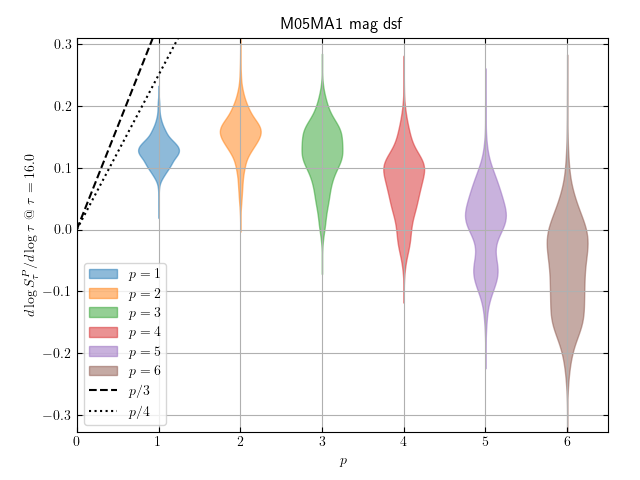 M05MA1 mag dsf
d log S_τ^P / d log τ @ τ = 16.0
0.3
0.2
0.1
0.0
−0.1
−0.2
−0.3
p = 1
p = 2
p = 3
p = 4
p = 5
p = 6
p/3
p/4
0 1 2 3 4 5 6
p